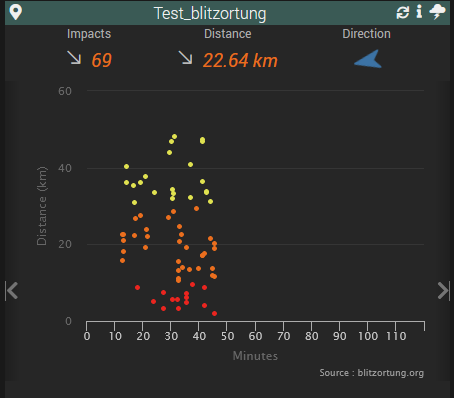 Test_blitzortung
Impacts Distance Direction
69 22.64 km
60
40
20
0
Distance (km)
0 10 20 30 40 50 60 70 80 90 100 110
Minutes
Source : blitzortung.org